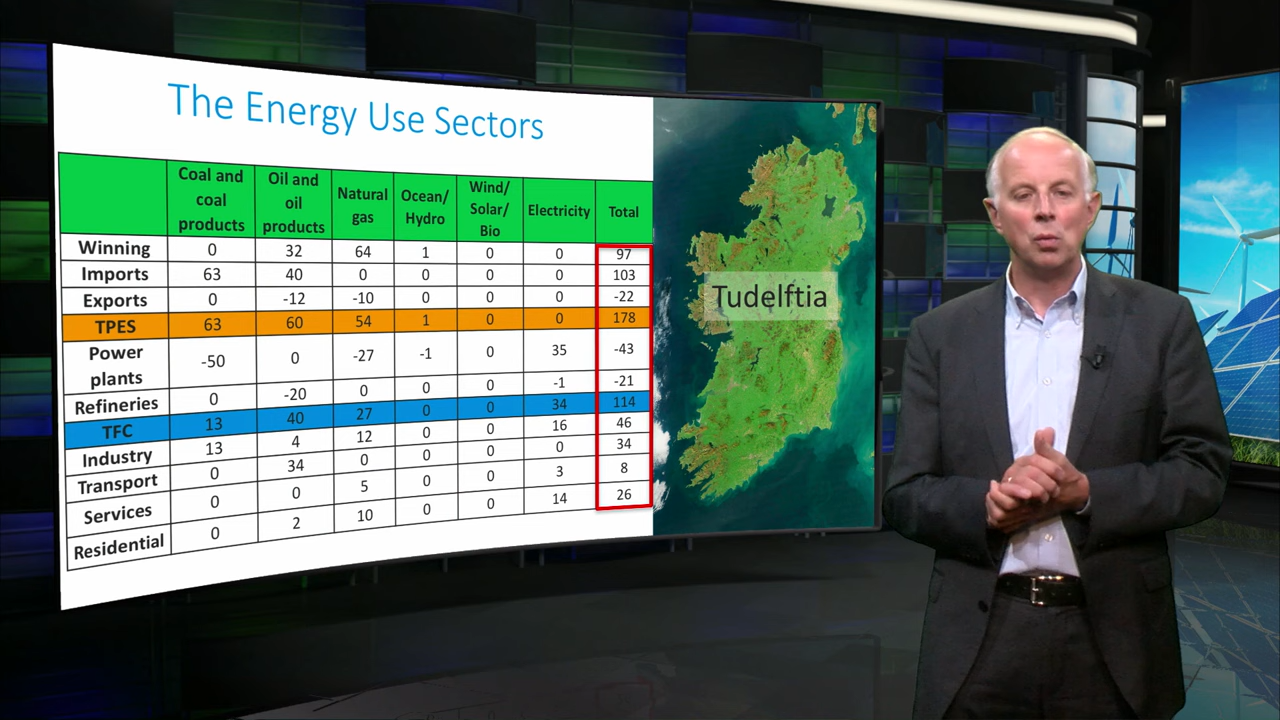 The Energy Use Sectors
Coal and coal products Oil and oil products Natural gas Ocean/ Hydro Wind/ Solar/ Bio Electricity Total
Winning 0 32 64 1 0 0 97
Imports 63 40 0 0 0 0 103
Exports 0 -12 -10 0 0 0 -22
TPES 63 60 54 1 0 0 178
Power plants -50 0 -27 -1 0 35 -43
Refineries 0 -20 0 0 0 -1 -21
TFC 13 40 27 0 0 34 114
Industry 13 4 12 0 0 16 46
Transport 0 34 0 0 0 0 34
Services 0 0 5 0 0 3 8
Residential 0 2 10 0 0 14 26
Tudelftia